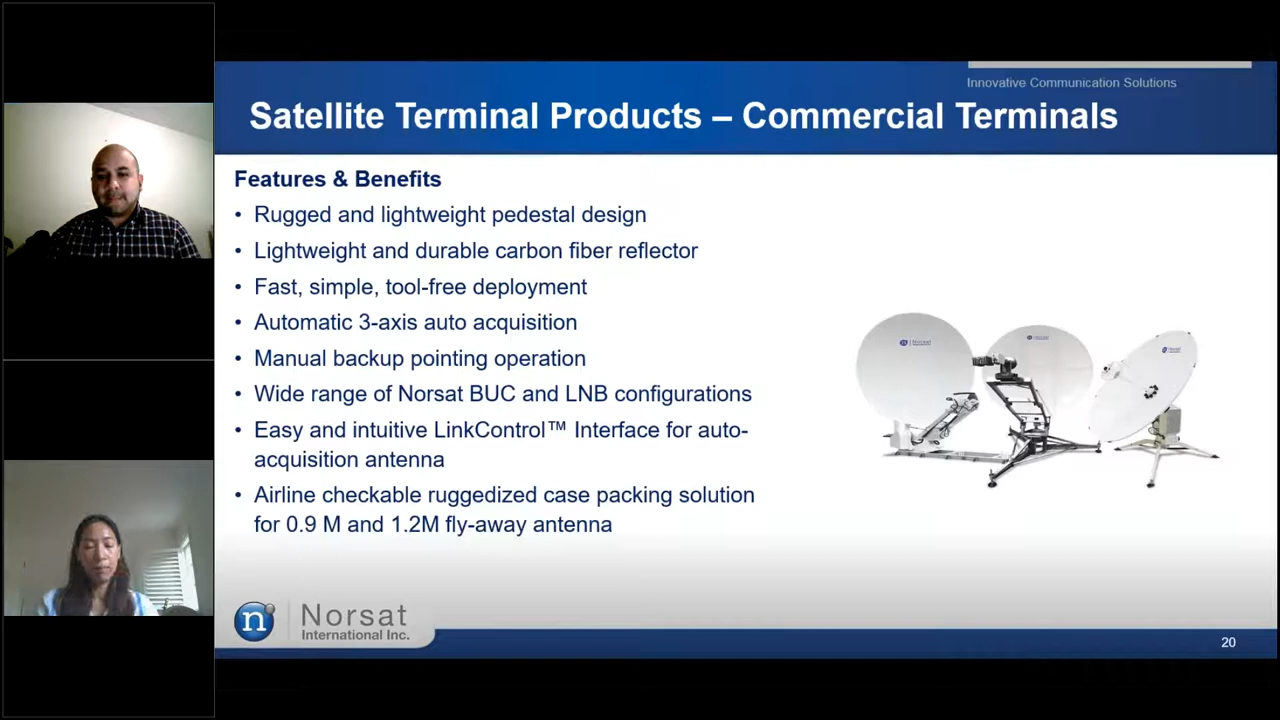 Innovative Communication Solutions
Satellite Terminal Products – Commercial Terminals
Features & Benefits
• Rugged and lightweight pedestal design
• Lightweight and durable carbon fiber reflector
• Fast, simple, tool-free deployment
• Automatic 3-axis auto acquisition
• Manual backup pointing operation
• Wide range of Norsat BUC and LNB configurations
• Easy and intuitive LinkControl™ Interface for auto-
acquisition antenna
• Airline checkable ruggedized case packing solution
for 0.9 M and 1.2M fly-away antenna
n Norsat
n Norsat
International Inc.
20